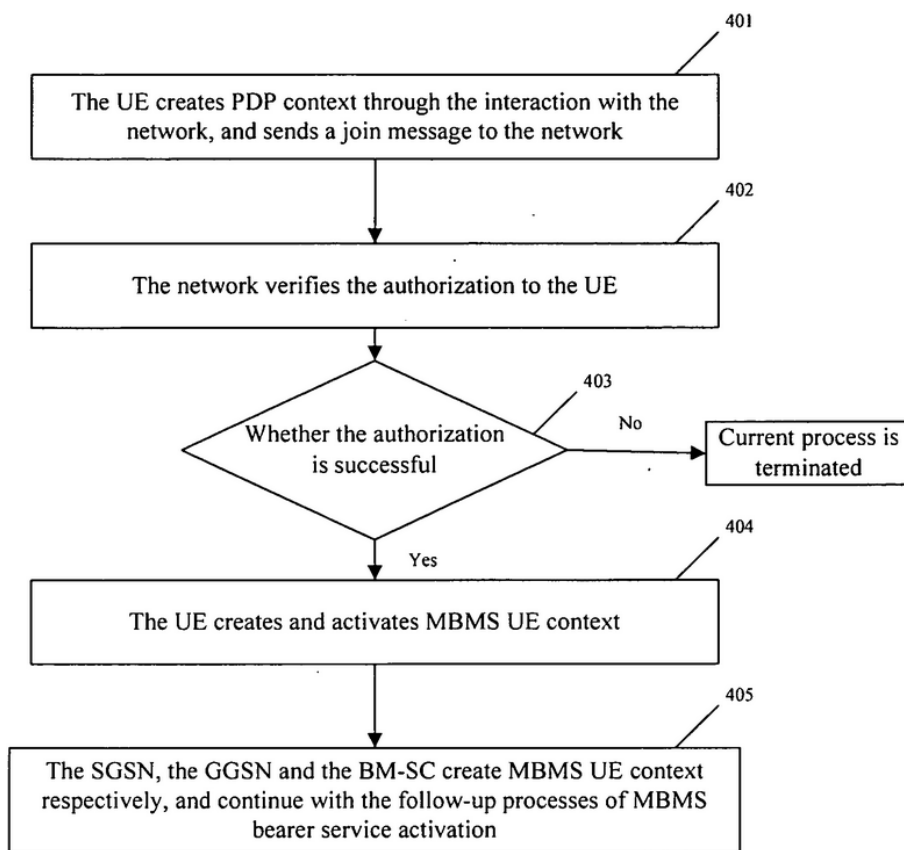 401
The UE creates PDP context through the interaction with the
network, and sends a join message to the network
402
The network verifies the authorization to the UE
403
Whether the authorization
is successful
No
Current process is
terminated
Yes
404
The UE creates and activates MBMS UE context
405
The SGSN, the GGSN and the BM-SC create MBMS UE context
respectively, and continue with the follow-up processes of MBMS
bearer service activation